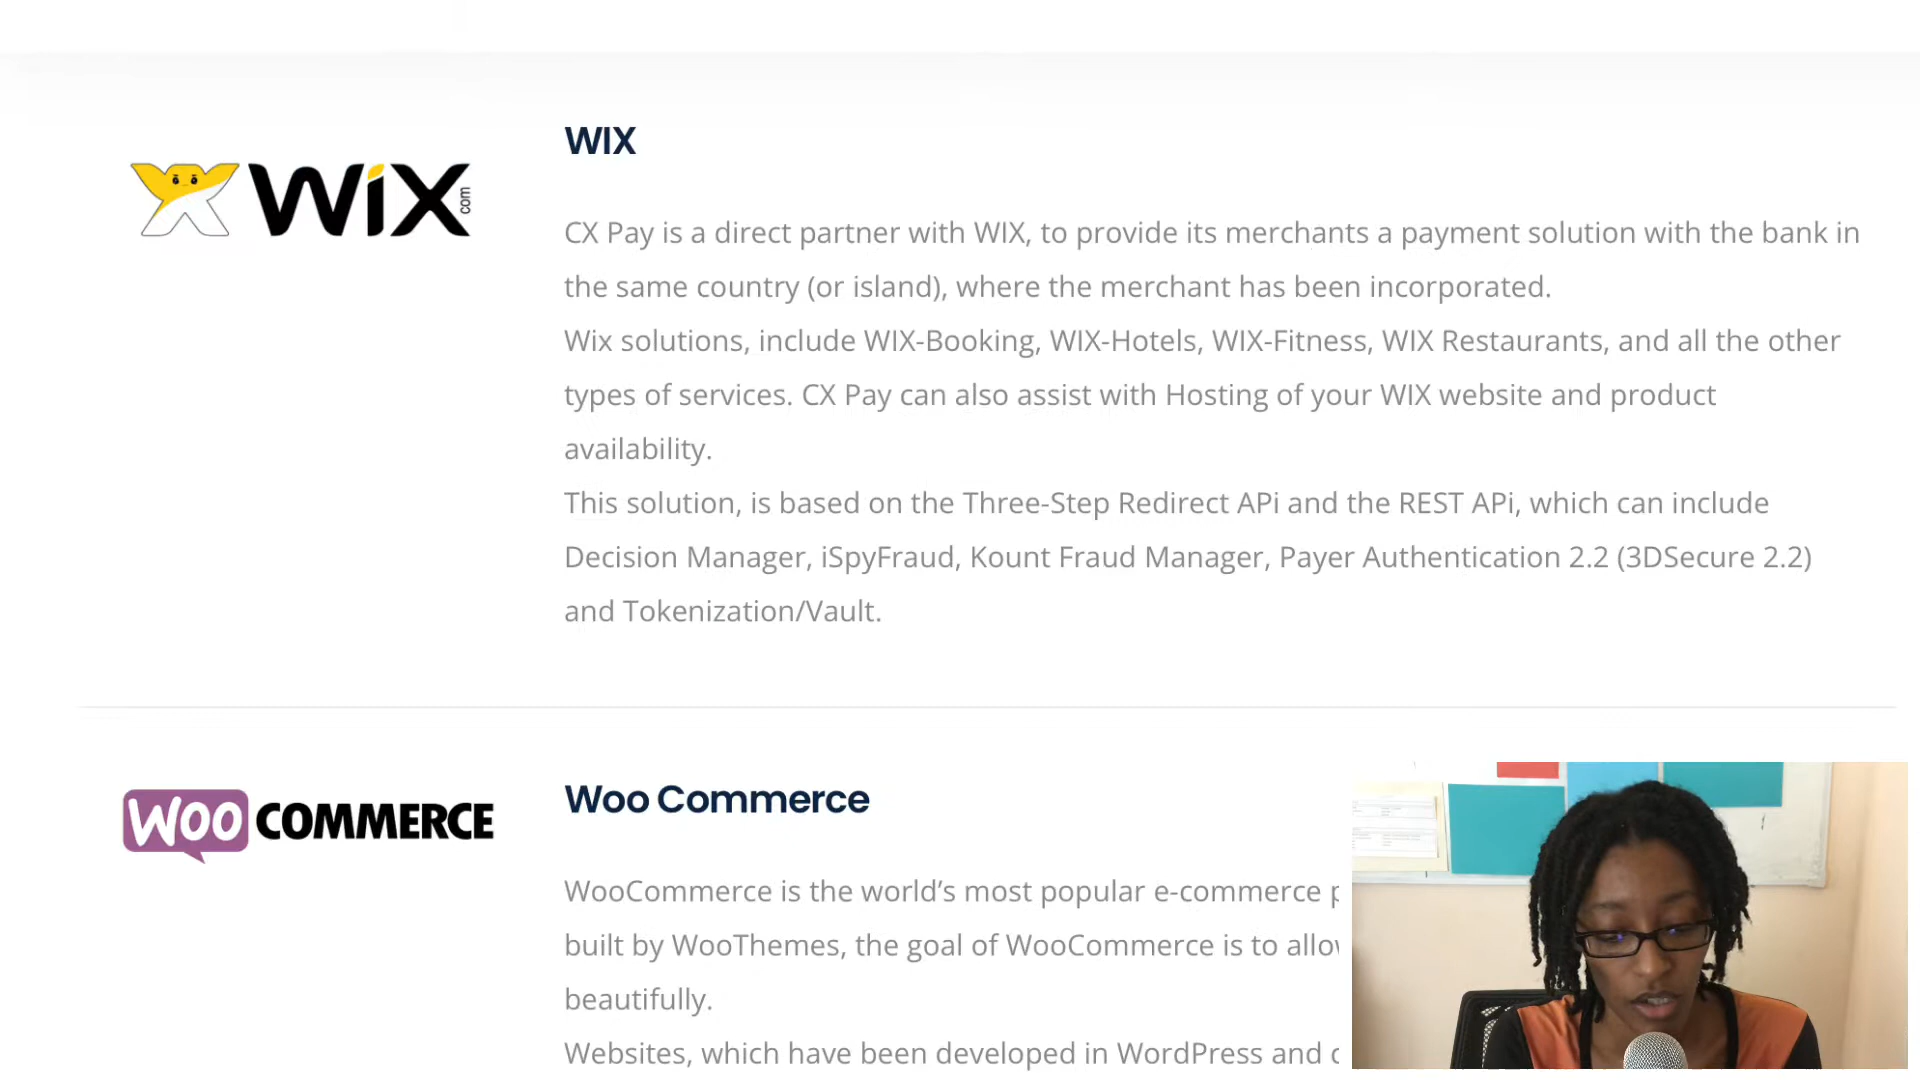 WIX
WiX.com
CX Pay is a direct partner with WIX, to provide its merchants a payment solution with the bank in
the same country (or island), where the merchant has been incorporated.
Wix solutions, include WIX-Booking, WIX-Hotels, WIX-Fitness, WIX Restaurants, and all the other
types of services. CX Pay can also assist with Hosting of your WIX website and product
availability.
This solution, is based on the Three-Step Redirect APi and the REST APi, which can include
Decision Manager, iSpyFraud, Kount Fraud Manager, Payer Authentication 2.2 (3DSecure 2.2)
and Tokenization/Vault.
WOO COMMERCE
Woo Commerce
WooCommerce is the world’s most popular e-commerce
built by WooThemes, the goal of WooCommerce is to
beautifully.
Websites, which have been developed in WordPress and